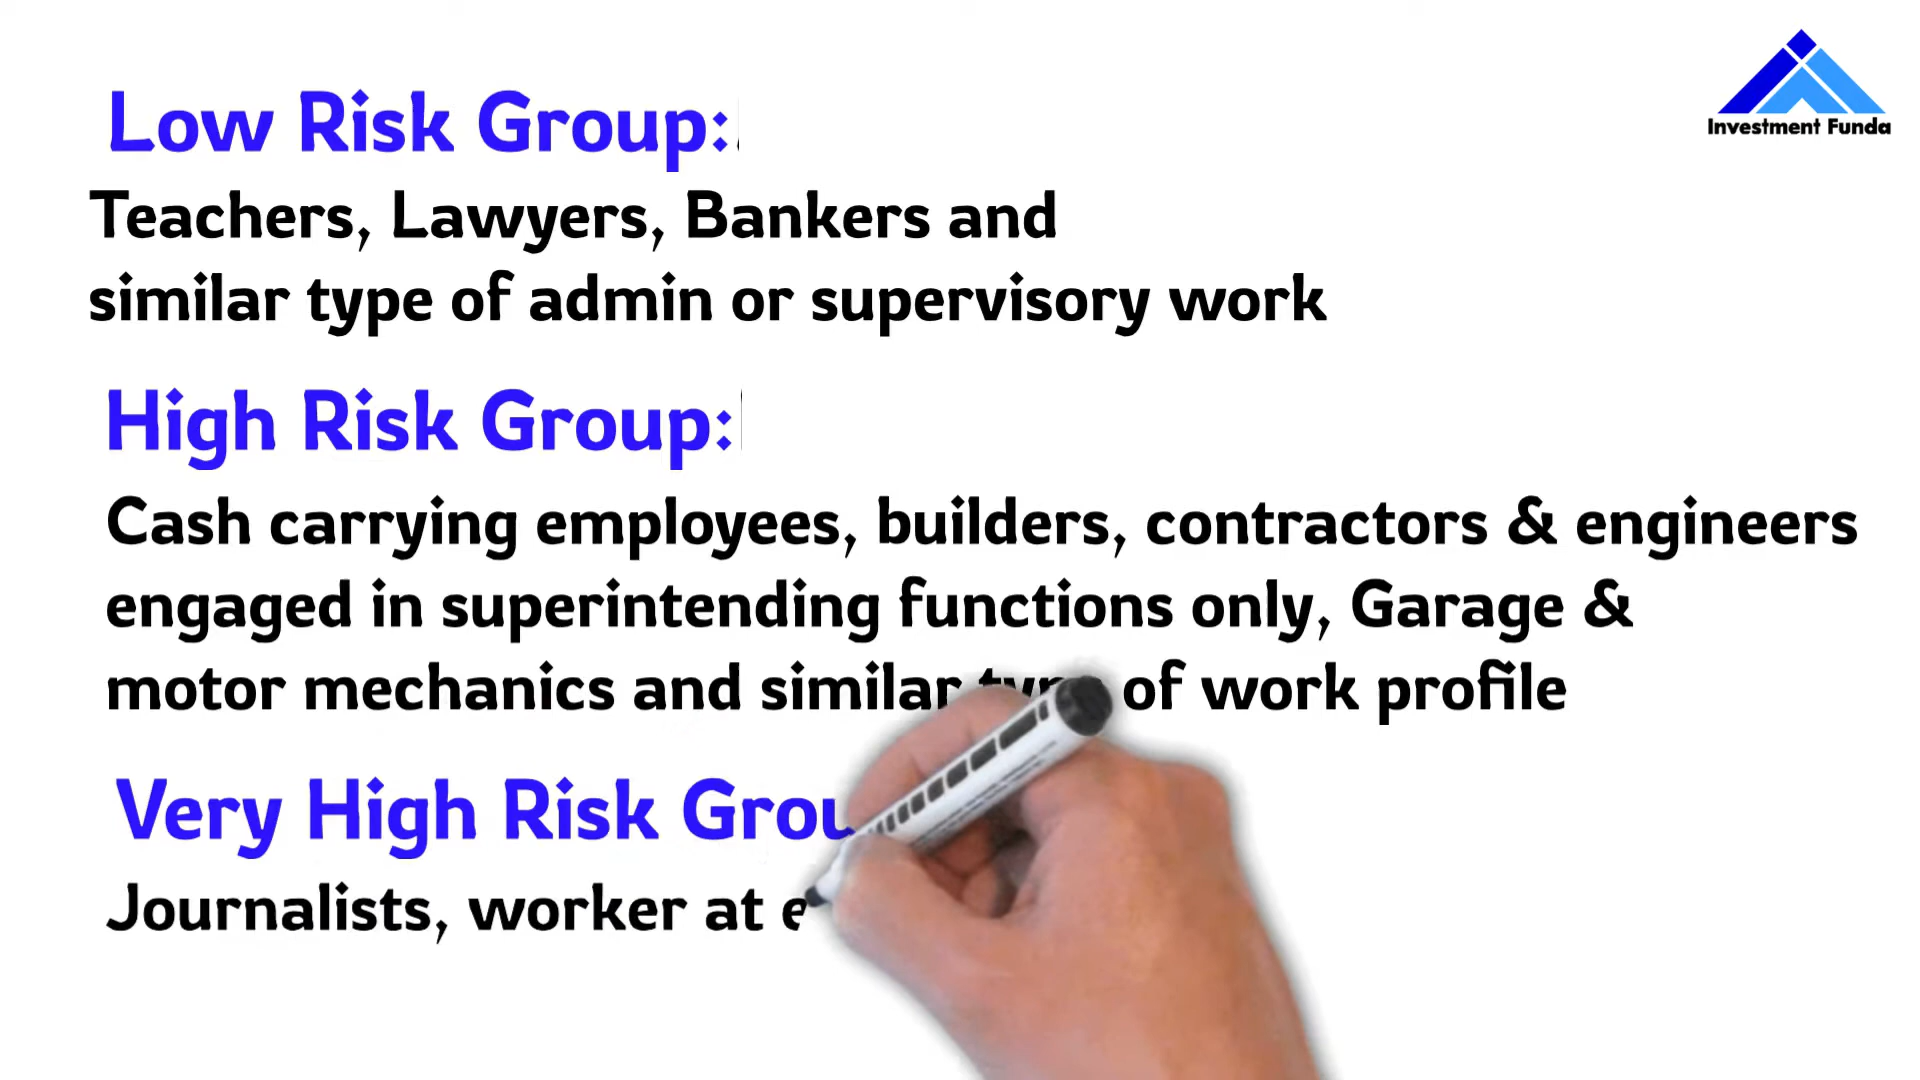 Investment Funda
Low Risk Group:
Teachers, Lawyers, Bankers and
similar type of admin or supervisory work
High Risk Group:
Cash carrying employees, builders, contractors & engineers
engaged in superintending functions only, Garage &
motor mechanics and similar type of work profile
Very High Risk
Journalists, worker at